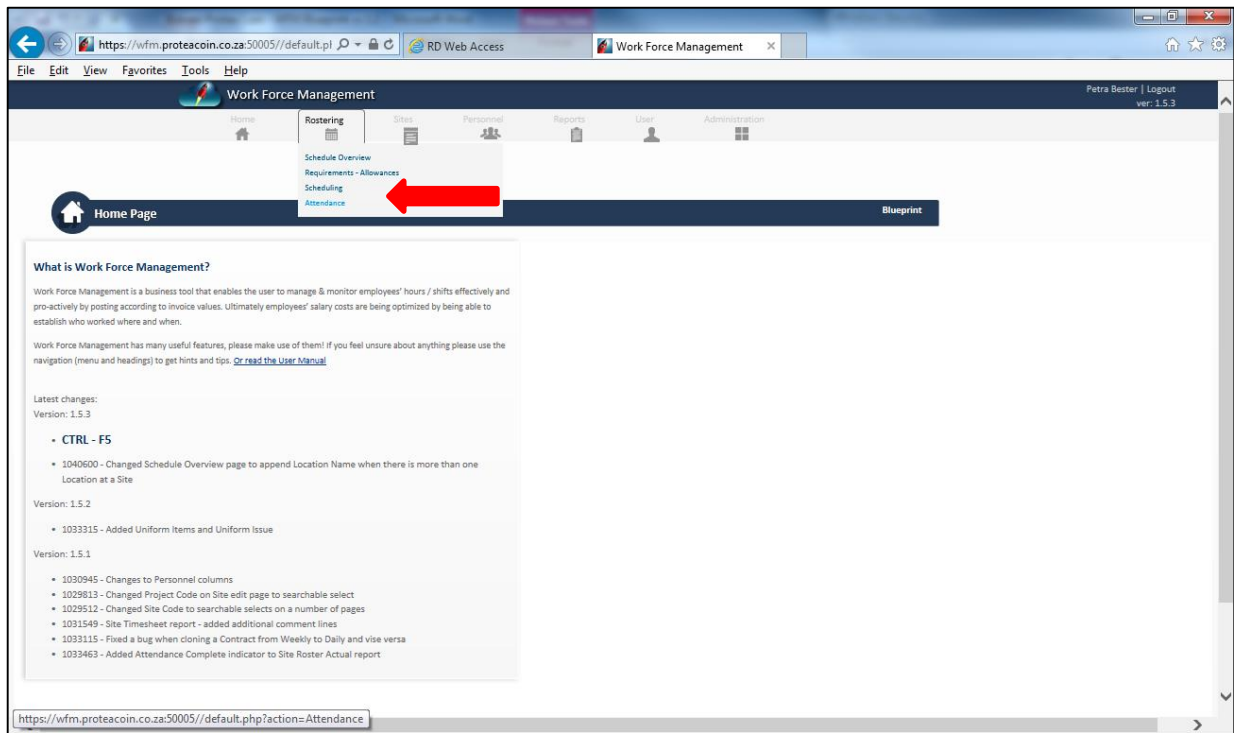 https://wfm.proteacoin.co.za:50005//default.pl
RD Web Access
Work Force Management
File Edit View Favorites Tools Help
Work Force Management
Petra Bester | Logout
ver: 1.5.3
Home Rostering Sites Personnel Reports User Administration
Schedule Overview
Requirements - Allowances
Scheduling
Attendance
Home Page
Blueprint
What is Work Force Management?
Work Force Management is a business tool that enables the user to manage & monitor employees' hours / shifts effectively and
pro-actively by posting according to invoice values. Ultimately employees' salary costs are being optimized by being able to
establish who worked where and when.
Work Force Management has many useful features, please make use of them! If you feel unsure about anything please use the
navigation (menu and headings) to get hints and tips. Or read the User Manual
Latest changes:
Version: 1.5.3
• CTRL - F5
• 1040600 - Changed Schedule Overview page to append Location Name when there is more than one
Location at a Site
Version: 1.5.2
• 1033315 - Added Uniform Items and Uniform Issue
Version: 1.5.1
• 1030945 - Changes to Personnel columns
• 1029813 - Changed Project Code on Site edit page to searchable select
• 1029512 - Changed Site Code to searchable selects on a number of pages
• 1031549 - Site Timesheet report - added additional comment lines
• 1033115 - Fixed a bug when cloning a Contract from Weekly to Daily and vise versa
• 1033463 - Added Attendance Complete indicator to Site Roster Actual report
https://wfm.proteacoin.co.za:50005//default.php?action=Attendance